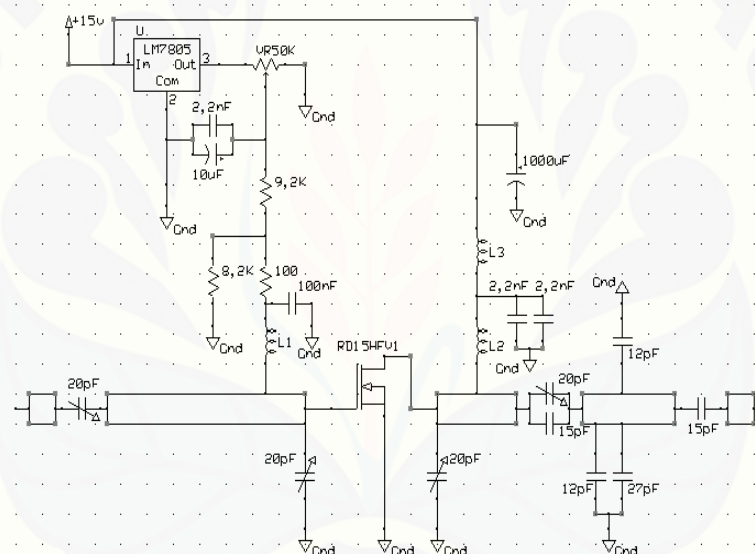 +15v
U.
LM7805
1 In Out 3
Com
2
VR50K
Gnd
2,2nF
10uF
Gnd
9,2K
8,2K
100
100nF
Gnd
Gnd
L1
1000uF
Gnd
L3
2,2nF 2,2nF
L2
Gnd
Gnd
12pF
RD15HFV1
20pF
20pF
15pF
15pF
20pF
20pF
12pF
27pF
Gnd
Gnd
Gnd
Gnd